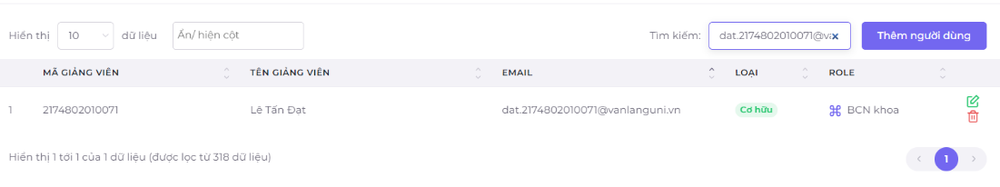 Hiển thị 10 dữ liệu Ẩn/ hiện cột Tìm kiếm: dat.2174802010071@va Thêm người dùng
MÃ GIẢNG VIÊN TÊN GIẢNG VIÊN EMAIL LOẠI ROLE
1 2174802010071 Lê Tấn Đạt dat.2174802010071@vanlanguni.vn Cơ hữu BCN khoa
Hiển thị 1 tới 1 của 1 dữ liệu (được lọc từ 318 dữ liệu) 1